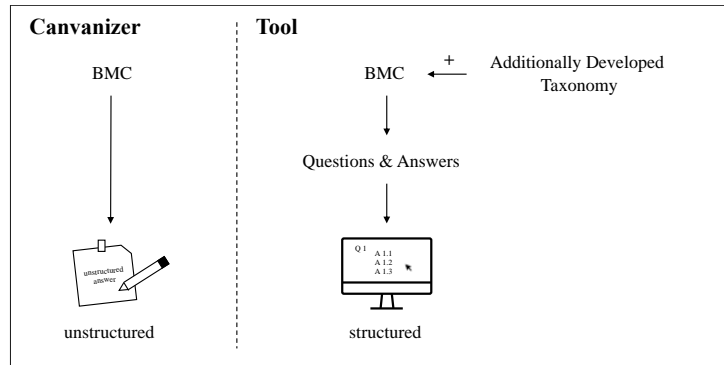 Canvanizer
BMC
unstructured
answer
unstructured
Tool
BMC
+
Additionally Developed
Taxonomy
Questions & Answers
Q 1
A 1.1
A 1.2
A 1.3
structured